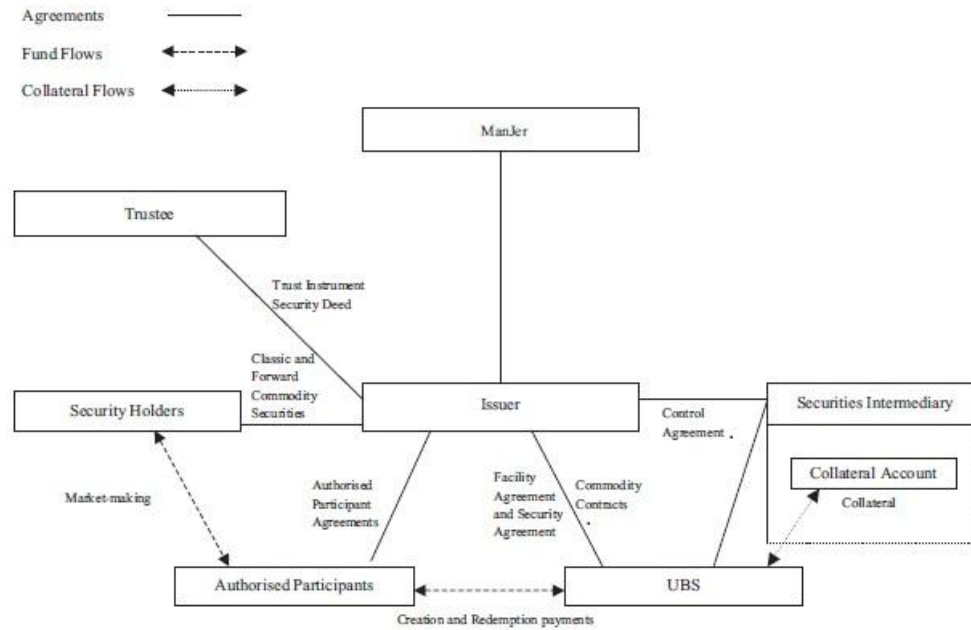 Agreements
Fund Flows
Collateral Flows
ManJer
Trustee
Trust Instrument
Security Deed
Classic and
Forward
Commodity
Securities
Security Holders
Issuer
Securities Intermediary
Control
Agreement
Collateral Account
Collateral
Market-making
Authorised
Participant
Agreements
Facility
Agreement
and Security
Agreement
Commodity
Contracts
Authorised Participants
UBS
Creation and Redemption payments